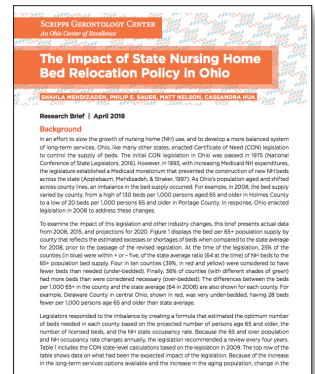 SCRIPPS GERONTOLOGY CENTER
An Ohio Center of Excellence
The Impact of State Nursing Home
Bed Relocation Policy in Ohio
SHAHLA MEHDIZADEH, PHILIP E. SAUER, MATT NELSON, CASSANDRA HUA
Research Brief | April 2018
Background
In an effort to slow the growth of nursing home (NH) use, and to develop a more balanced system
of long-term services, Ohio, like many other states, enacted Certificate of Need (CON) legislation
to control the supply of beds. The initial CON legislation in Ohio was passed in 1975 (National
Conference of State Legislatures, 2016). However, in 1993, with increasing Medicaid NH expenditures,
the legislature established a Medicaid moratorium that prevented the construction of new NH beds
across the state (Applebaum, Mehdizadeh, & Straker, 1997). As Ohio's population aged and shifted
across county lines, an imbalance in the bed supply occurred. For example, in 2008, the bed supply
varied by county, from a high of 130 beds per 1,000 persons aged 65 and older in Holmes County
to a low of 20 beds per 1,000 persons 65 and older in Portage County. In response, Ohio enacted
legislation in 2008 to address these changes.
To examine the impact of this legislation and other industry changes, this brief presents actual data
from 2008, 2015, and projections for 2020. Figure 1 displays the bed per 65+ population supply by
county that reflects the estimated excesses or shortages of beds when compared to the state average
for 2008, prior to the passage of the revised legislation. At the time of the legislation, 25% of the
counties (in blue) were within + or – five, of the state average ratio (64 at the time) of NH beds to the
65+ population bed supply. Four in ten counties (39%, in red and yellow) were considered to have
fewer beds than needed (under-bedded). Finally, 36% of counties (with different shades of green)
had more beds than were considered necessary (over-bedded). The differences between the beds
per 1,000 65+ in the county and the state average (64 in 2008) are also shown for each county. For
example, Delaware County in central Ohio, shown in red, was very under-bedded, having 28 beds
fewer per 1,000 persons age 65 and older than state average.
Legislators responded to the imbalance by creating a formula that estimated the optimum number
of beds needed in each county based on the projected number of persons age 65 and older, the
number of licensed beds, and the NH state occupancy rate. Because the 65 and over population
and NH occupancy rate changes annually, the legislation recommended a review every four years.
Table 1 includes the CON state-level calculations based on the legislation in 2009. The top row of the
table shows data on what had been the expected impact of the legislation. Because of the increase
in the long-term services options available and the increase in the aging population, change in the